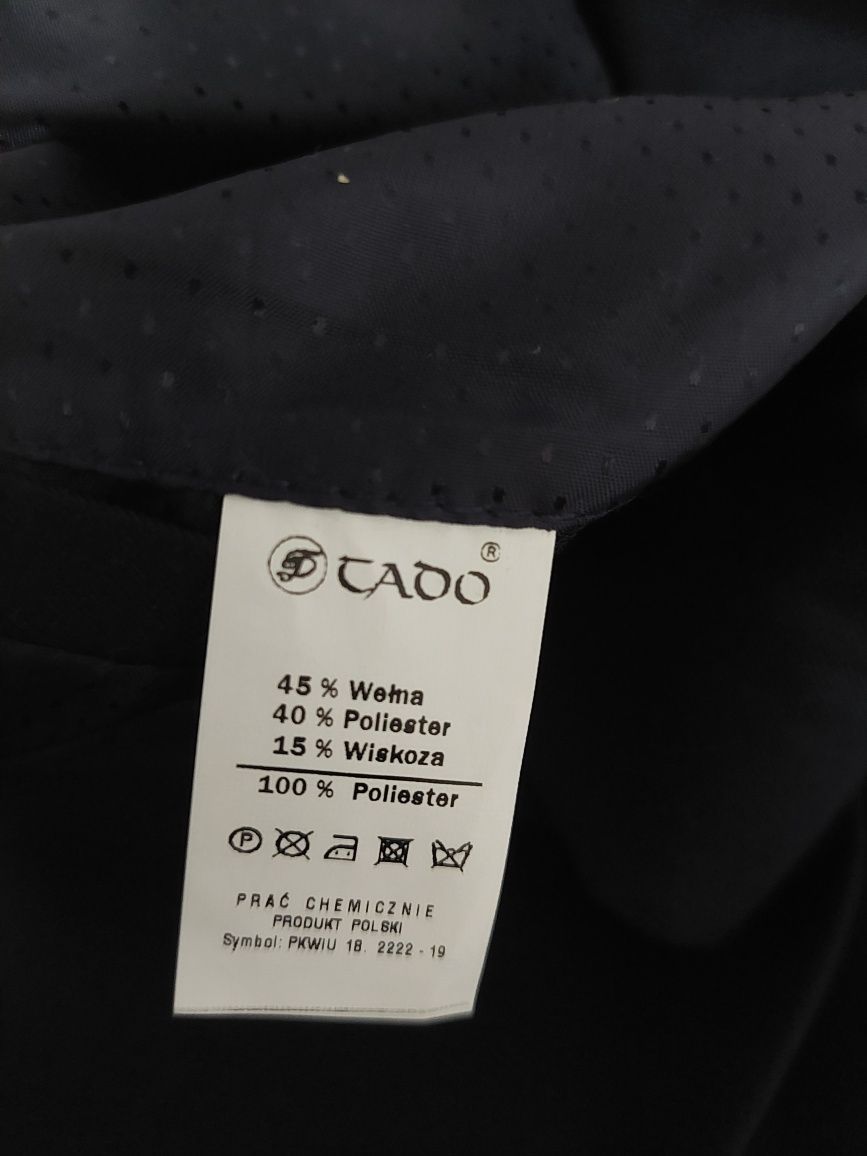 TADO ®
45 % Wełna
40 % Poliester
15 % Wiskoza
100 % Poliester
P
PRAĆ CHEMICZNIE
PRODUKT POLSKI
Symbol: PKWiU 18. 2222 - 19